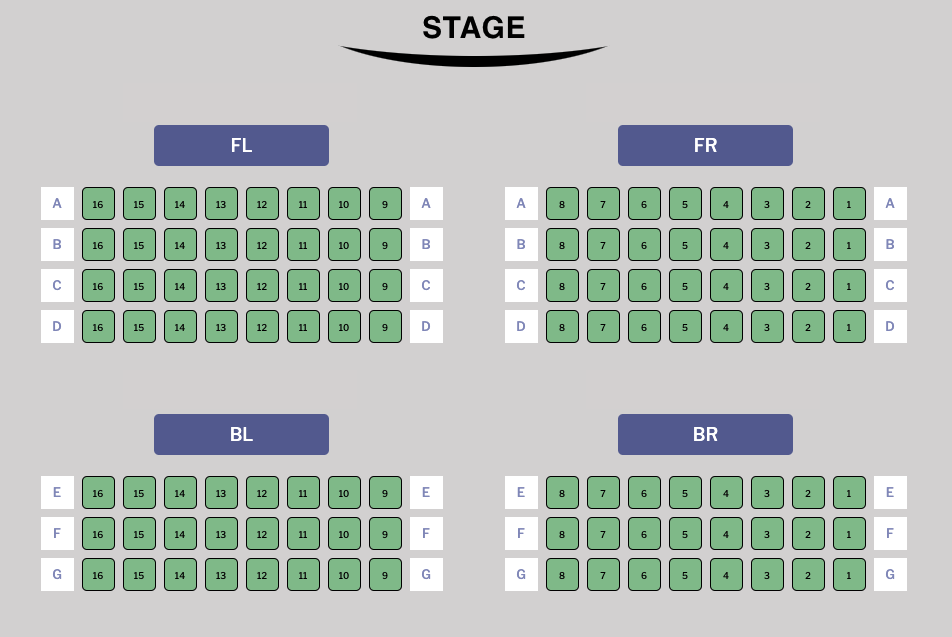 STAGE
FL FR
A 16 15 14 13 12 11 10 9 A A 8 7 6 5 4 3 2 1 A
B 16 15 14 13 12 11 10 9 B B 8 7 6 5 4 3 2 1 B
C 16 15 14 13 12 11 10 9 C C 8 7 6 5 4 3 2 1 C
D 16 15 14 13 12 11 10 9 D D 8 7 6 5 4 3 2 1 D
BL BR
E 16 15 14 13 12 11 10 9 E E 8 7 6 5 4 3 2 1 E
F 16 15 14 13 12 11 10 9 F F 8 7 6 5 4 3 2 1 F
G 16 15 14 13 12 11 10 9 G G 8 7 6 5 4 3 2 1 G